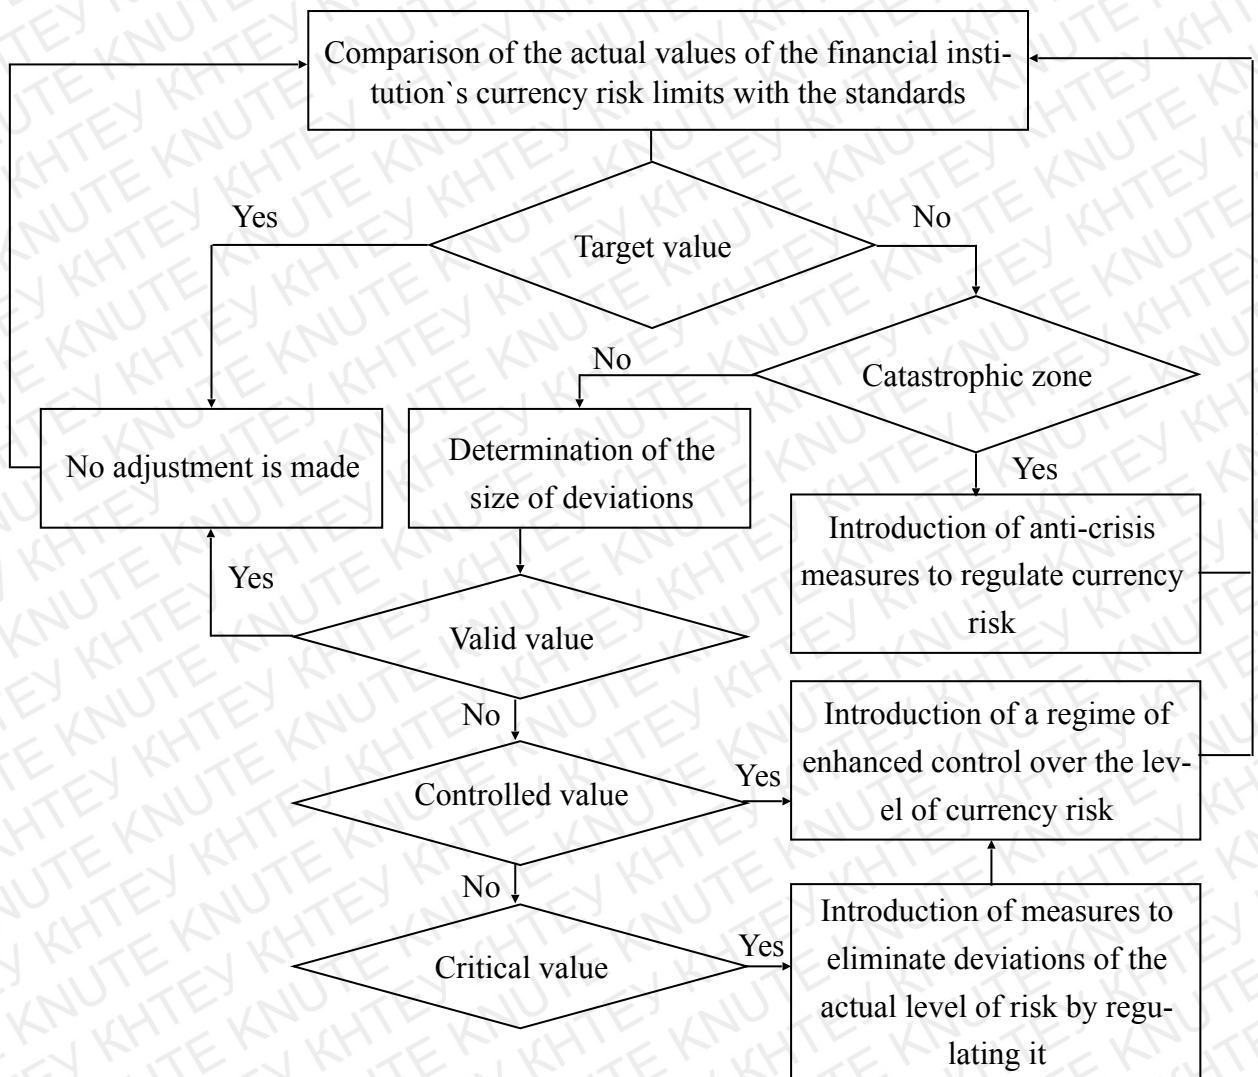 Comparison of the actual values of the financial insti-
tution`s currency risk limits with the standards
Yes
No
Target value
No
Catastrophic zone
No adjustment is made
Determination of the
size of deviations
Yes
Introduction of anti-crisis
measures to regulate currency
risk
Yes
Valid value
No
Introduction of a regime of
enhanced control over the lev-
el of currency risk
Controlled value
Yes
No
Introduction of measures to
eliminate deviations of the
actual level of risk by regu-
lating it
Critical value
Yes
KNUTE КНТЕУ